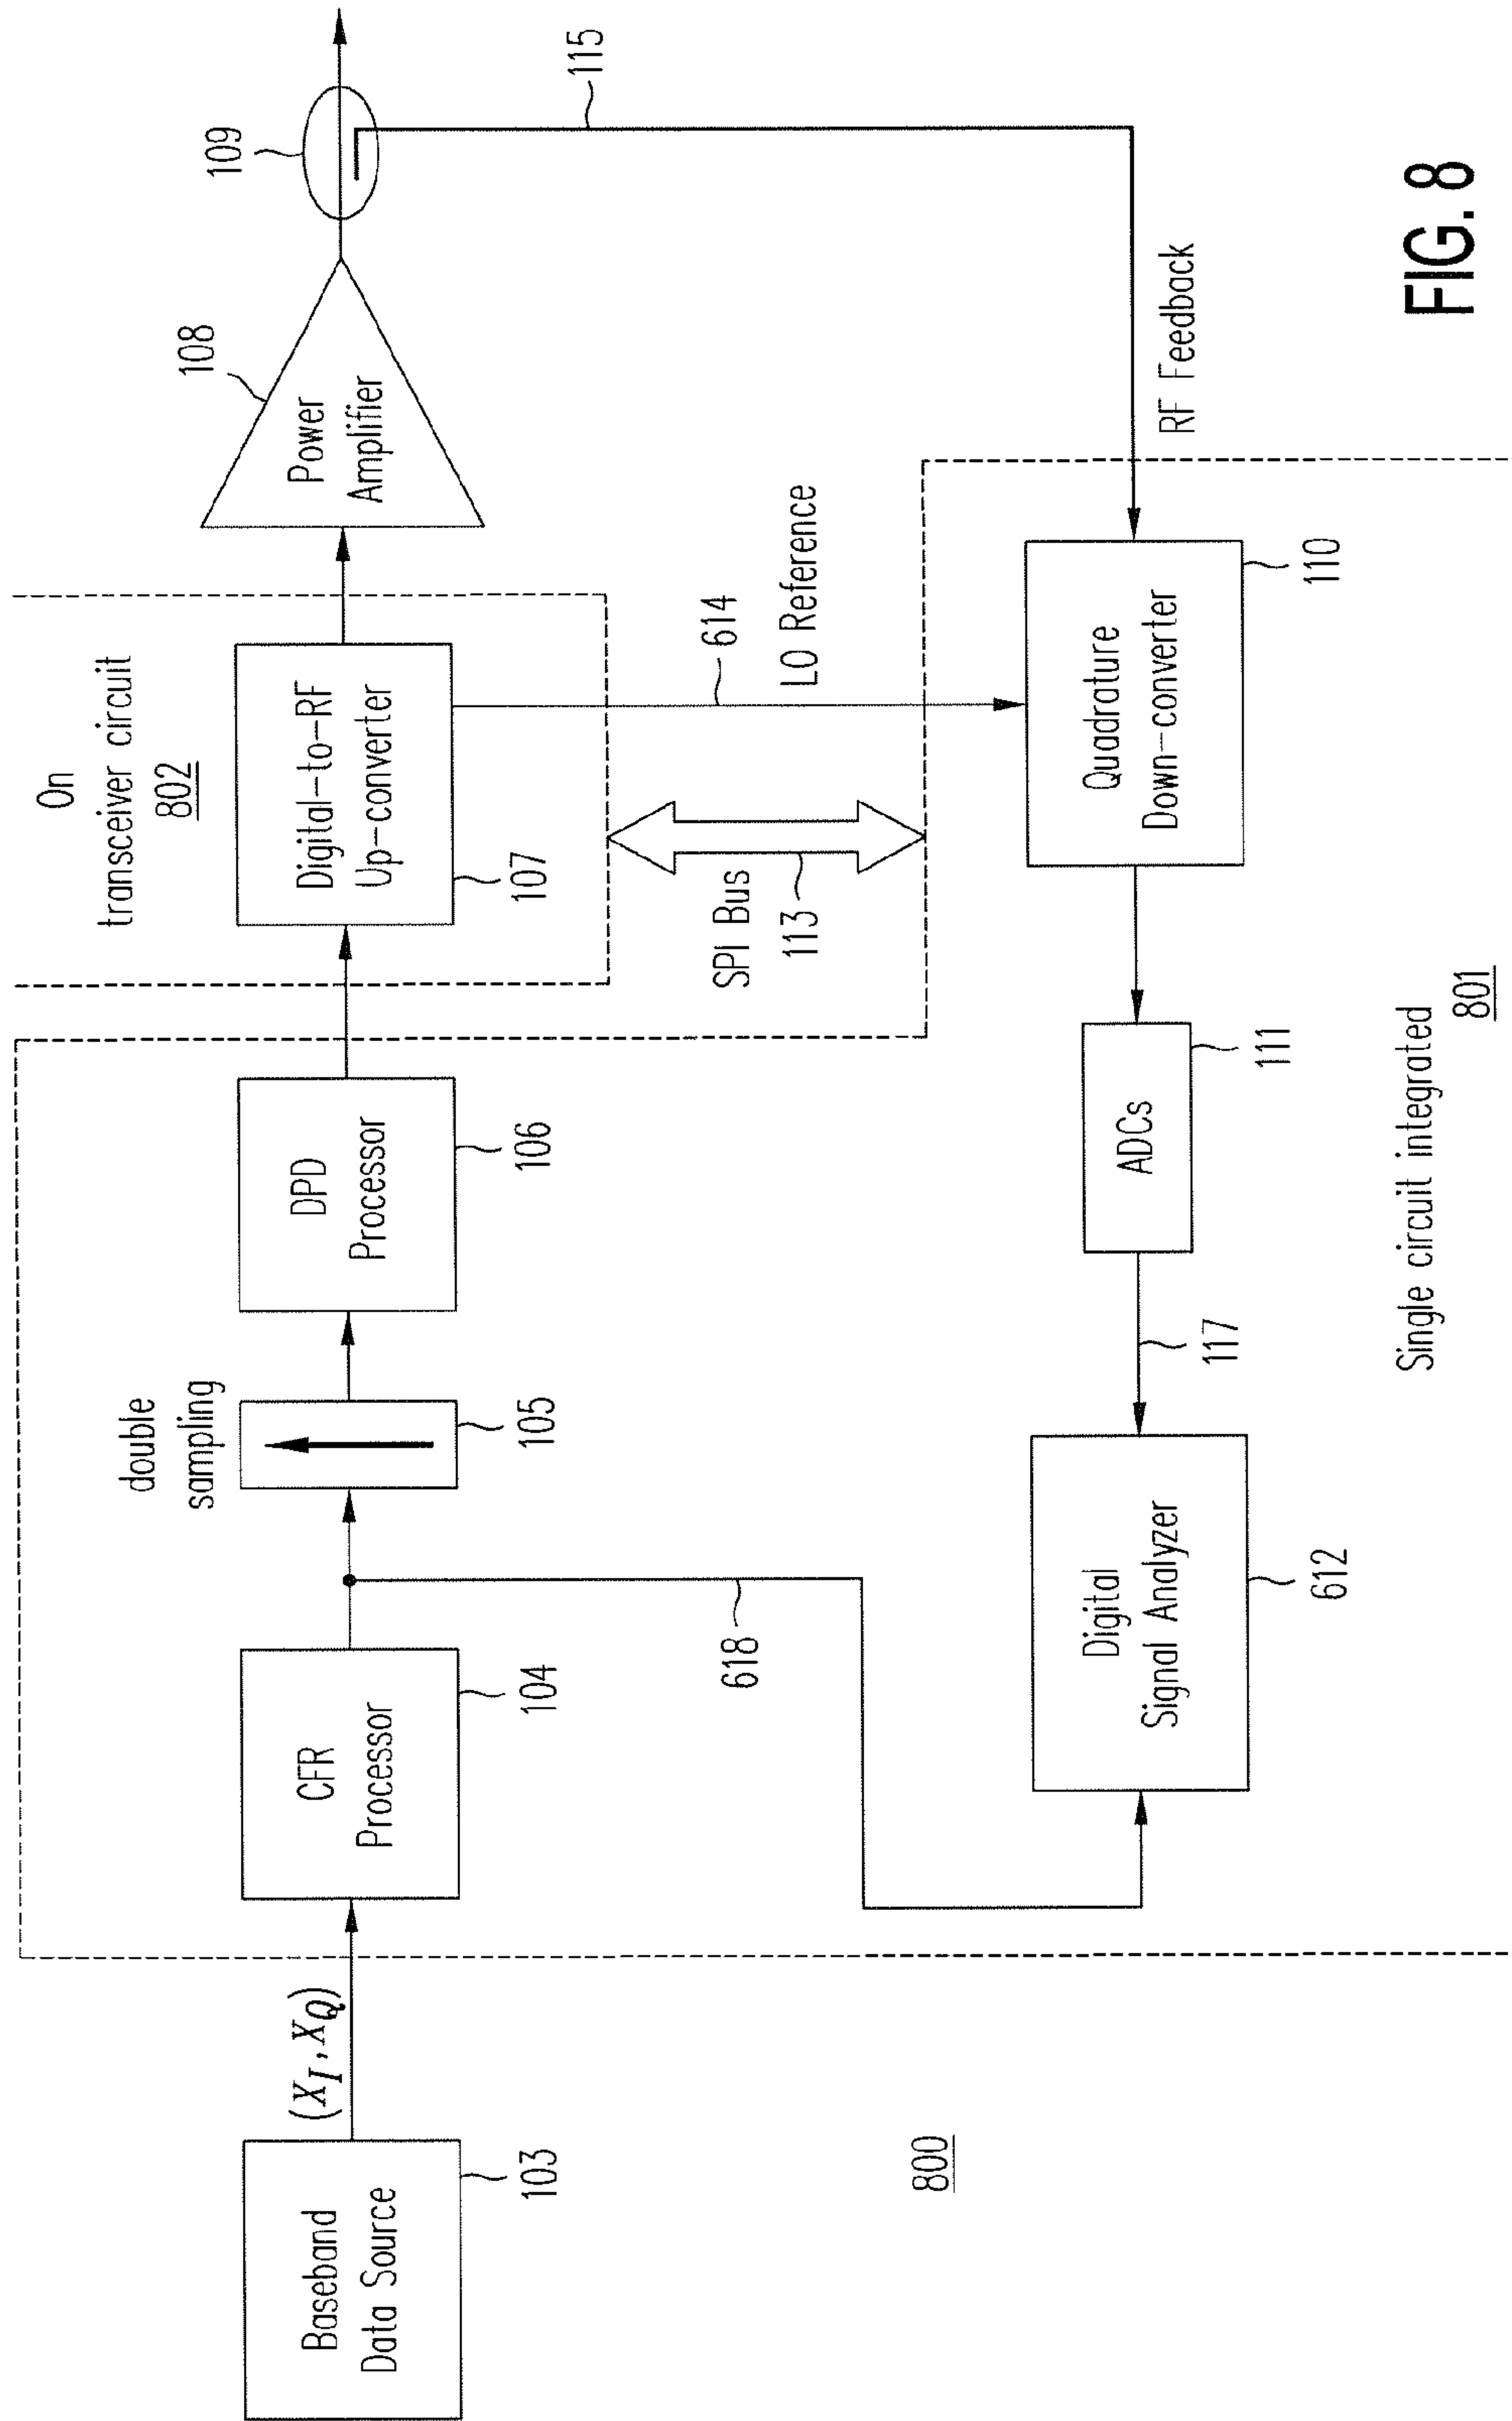 On
transceiver circuit
802
double
sampling
108
109
Baseband
Data Source
103
(X_I, X_Q)
CFR
Processor
104
105
DPD
Processor
106
Digital-to-RF
Up-converter
107
Power
Amplifier
115
618
SPI Bus
113
614
LO Reference
800
Digital
Signal Analyzer
612
117
ADCs
111
Quadrature
Down-converter
110
RF Feedback
Single circuit integrated
801
FIG. 8